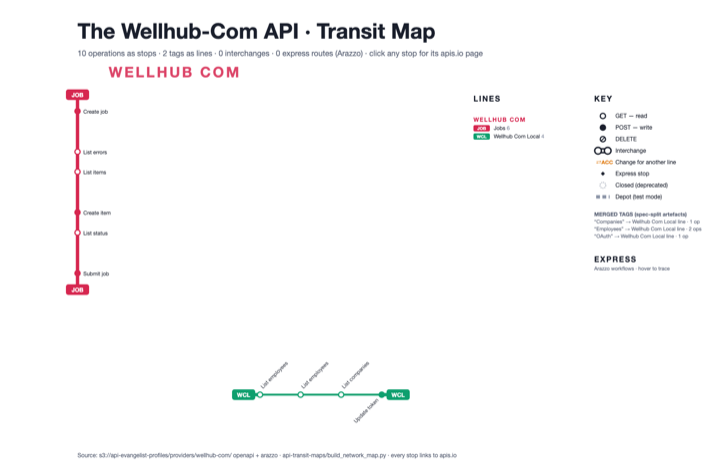 The Wellhub-Com API · Transit Map
10 operations as stops · 2 tags as lines · 0 interchanges · 0 express routes (Arazzo) · click any stop for its apis.io page
WELLHUB COM
JOB
Create job
List errors
List items
Create item
List status
Submit job
JOB
LINES
WELLHUB COM
JOB Jobs 6
WCL Wellhub Com Local 4
KEY
GET — read
POST — write
DELETE
Interchange
Change for another line
Express stop
Closed (deprecated)
Depot (test mode)
MERGED TAGS (spec-split artefacts)
"Companies" → Wellhub Com Local line · 1 op
"Employees" → Wellhub Com Local line · 2 ops
"OAuth" → Wellhub Com Local line · 1 op
EXPRESS
Arazzo workflows · hover to trace
WCL
List employees
List employees
List companies
Update token
WCL
Source: s3://api-evangelist-profiles/providers/wellhub-com/ openapi + arazzo · api-transit-maps/build_network_map.py · every stop links to apis.io